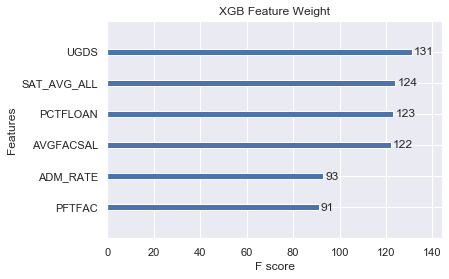 XGB Feature Weight
Features
UGDS 131
SAT_AVG_ALL 124
PCTFLOAN 123
AVGFACSAL 122
ADM_RATE 93
PFTFAC 91
0 20 40 60 80 100 120 140
F score